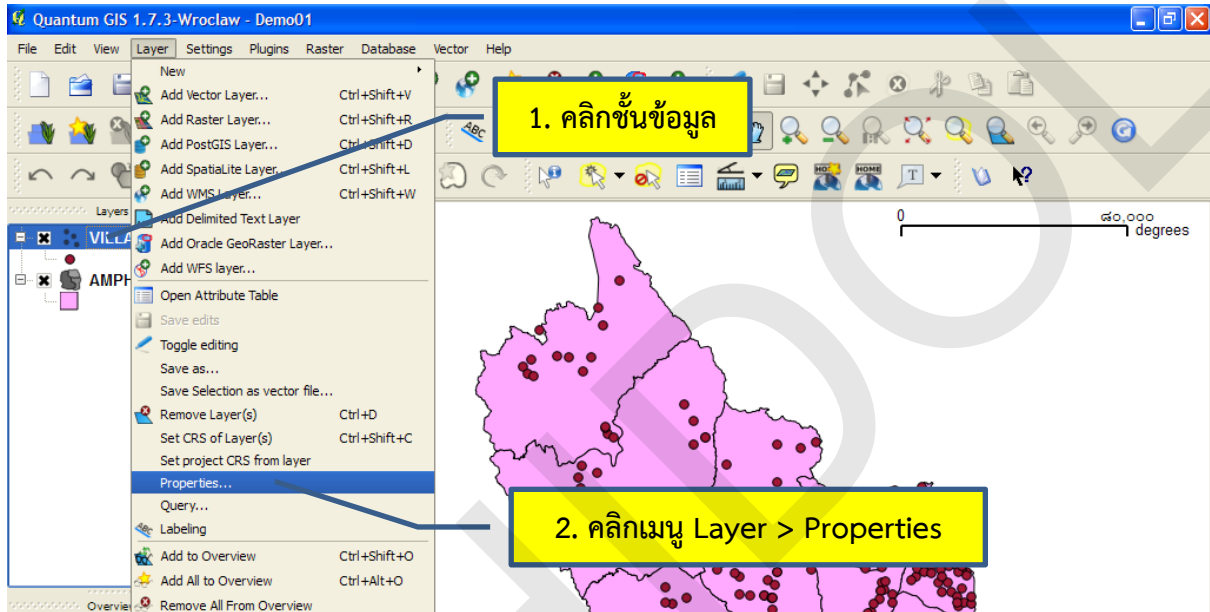 Quantum GIS 1.7.3-Wroclaw - Demo01
File Edit View Layer Settings Plugins Raster Database Vector Help
New
Add Vector Layer... Ctrl+Shift+V
Add Raster Layer... Ctrl+Shift+R
Add PostGIS Layer... Ctrl+Shift+D
Add SpatiaLite Layer... Ctrl+Shift+L
Add WMS Layer... Ctrl+Shift+W
Add Delimited Text Layer
Add Oracle GeoRaster Layer...
Add WFS layer...
Open Attribute Table
Save edits
Toggle editing
Save as...
Save Selection as vector file...
Remove Layer(s) Ctrl+D
Set CRS of Layer(s) Ctrl+Shift+C
Set project CRS from layer
Properties...
Query...
Labeling
Add to Overview Ctrl+Shift+O
Add All to Overview Ctrl+Alt+O
Remove All From Overview
1. คลิกชั้นข้อมูล
ABC
HOME
T
Layers
VILLA
AMPH
0 ๘๐,๐๐๐
degrees
2. คลิกเมนู Layer > Properties